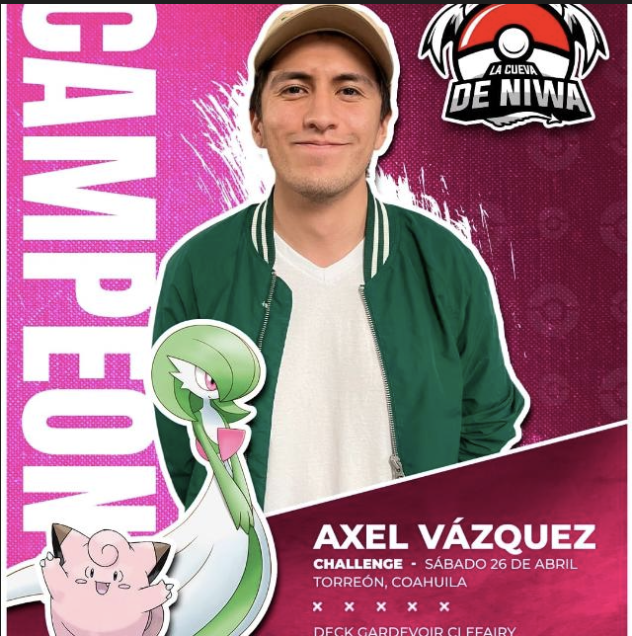 CAMPEON
LA CUEVA
DE NIWA
AXEL VÁZQUEZ
CHALLENGE - SÁBADO 26 DE ABRIL
TORREÓN, COAHUILA
DECK GARDEVOIR CLEFAIRY